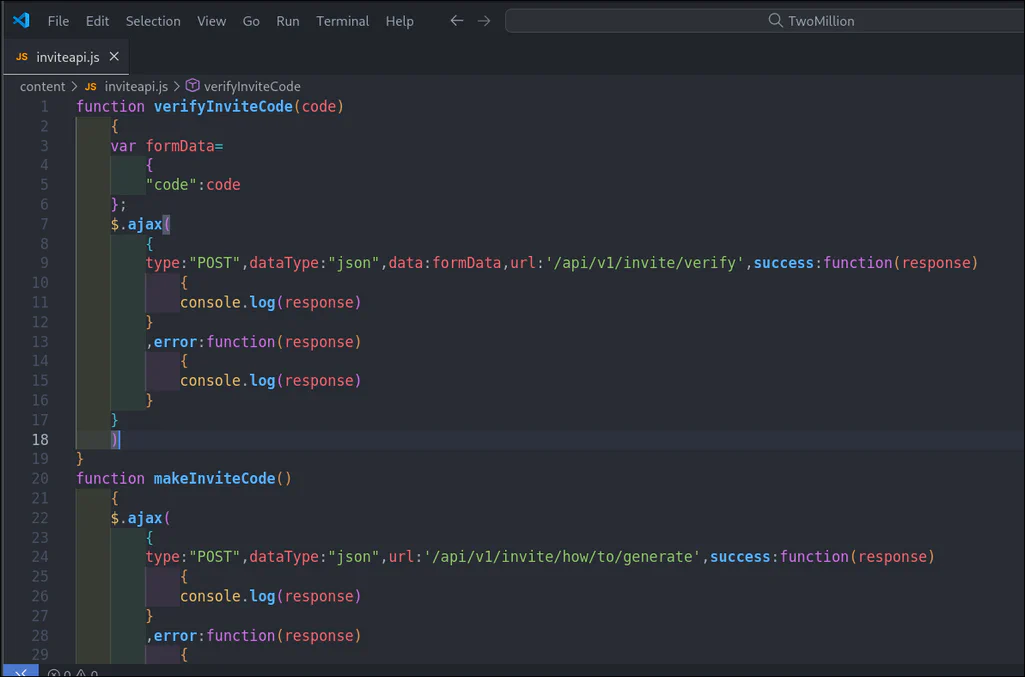 File Edit Selection View Go Run Terminal Help TwoMillion
JS inviteapi.js
content > JS inviteapi.js > verifyInviteCode
1 function verifyInviteCode(code)
2 {
3 var formData=
4 {
5 "code":code
6 };
7 $.ajax(
8 {
9 type:"POST",dataType:"json",data:formData,url:'/api/v1/invite/verify',success:function(response)
10 {
11 console.log(response)
12 }
13 ,error:function(response)
14 {
15 console.log(response)
16 }
17 }
18 )
19 }
20 function makeInviteCode()
21 {
22 $.ajax(
23 {
24 type:"POST",dataType:"json",url:'/api/v1/invite/how/to/generate',success:function(response)
25 {
26 console.log(response)
27 }
28 ,error:function(response)
29 {
0 0 0